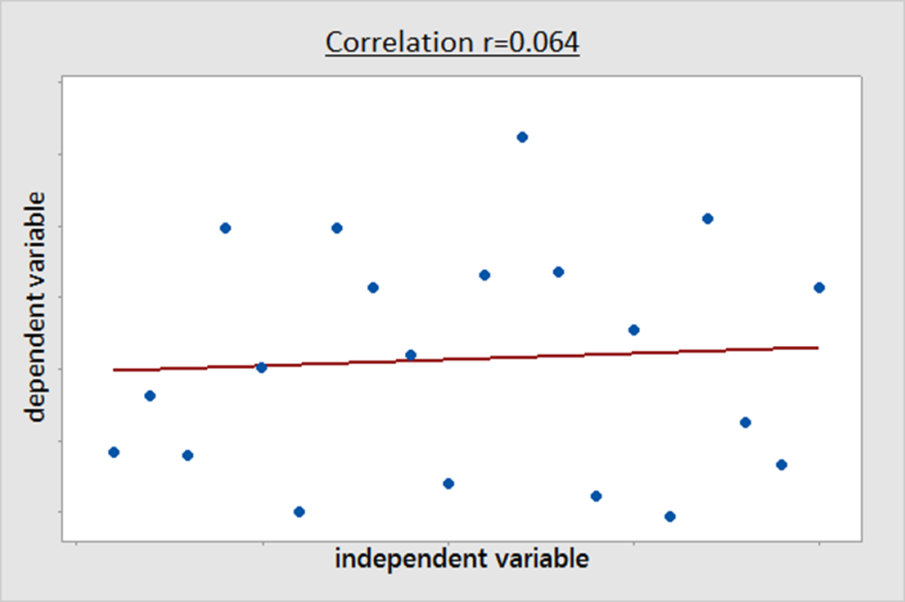 Correlation r=0.064
dependent variable
independent variable